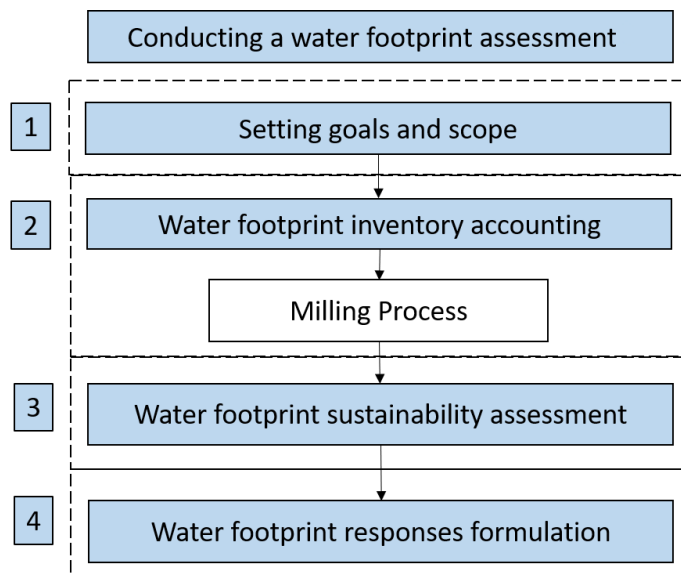 Conducting a water footprint assessment
1
Setting goals and scope
2
Water footprint inventory accounting
Milling Process
3
Water footprint sustainability assessment
4
Water footprint responses formulation